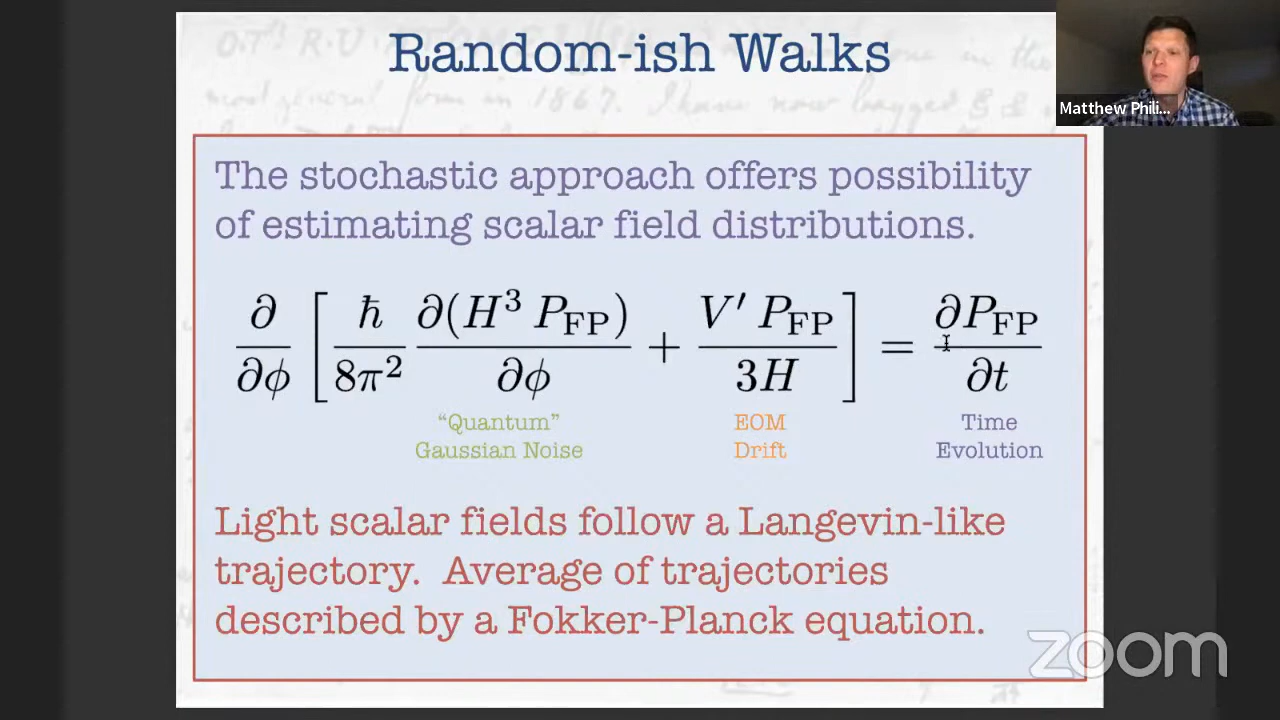 Random-ish Walks
Matthew Phili...
The stochastic approach offers possibility
of estimating scalar field distributions.
∂/∂φ [ ℏ/8π² ∂(H³ P_FP)/∂φ + V′ P_FP/3H ] = ∂P_FP/∂t
“Quantum” EOM Time
Gaussian Noise Drift Evolution
Light scalar fields follow a Langevin-like
trajectory. Average of trajectories
described by a Fokker-Planck equation.
zoom